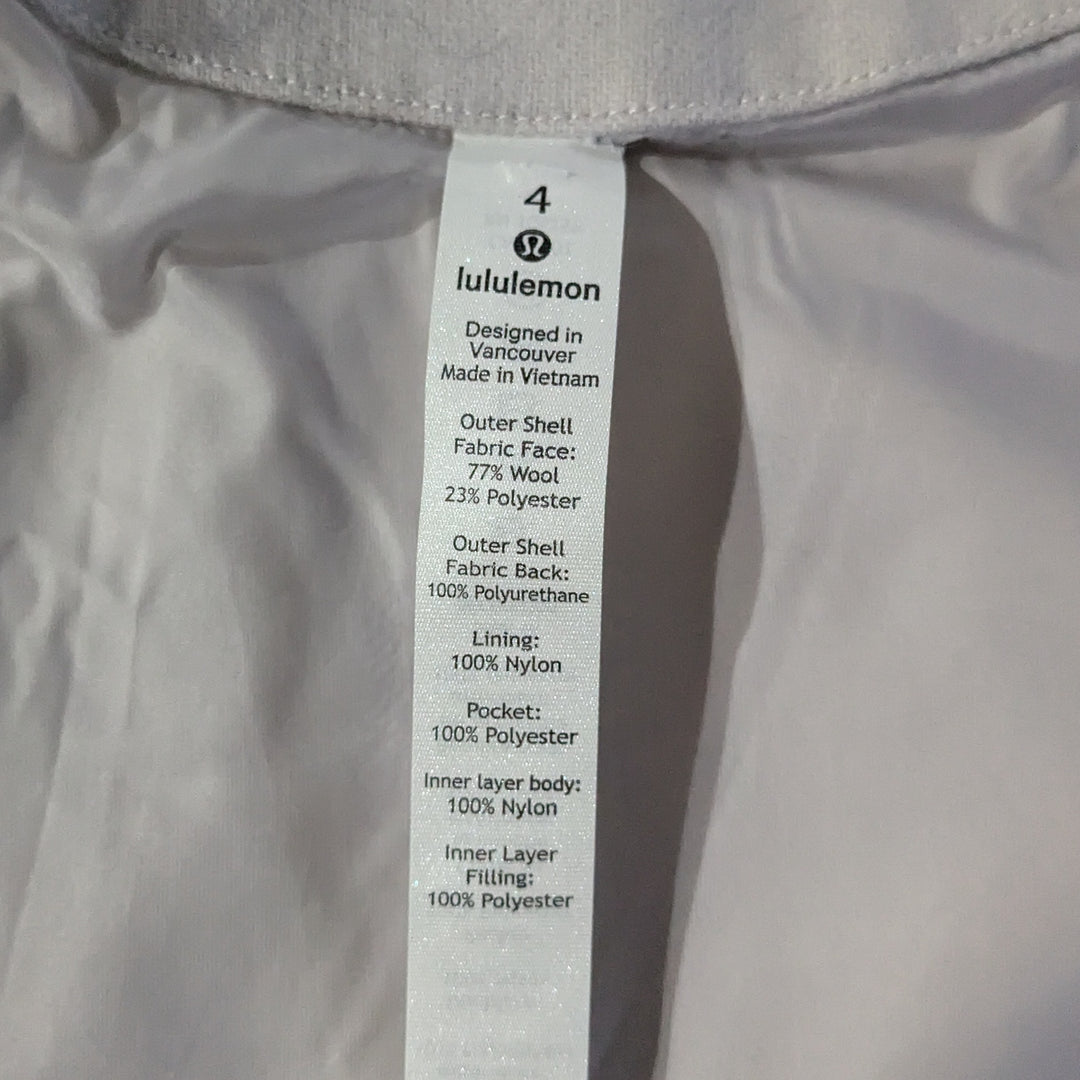 4
lululemon
Designed in
Vancouver
Made in Vietnam
Outer Shell
Fabric Face:
77% Wool
23% Polyester
Outer Shell
Fabric Back:
100% Polyurethane
Lining:
100% Nylon
Pocket:
100% Polyester
Inner layer body:
100% Nylon
Inner Layer
Filling:
100% Polyester